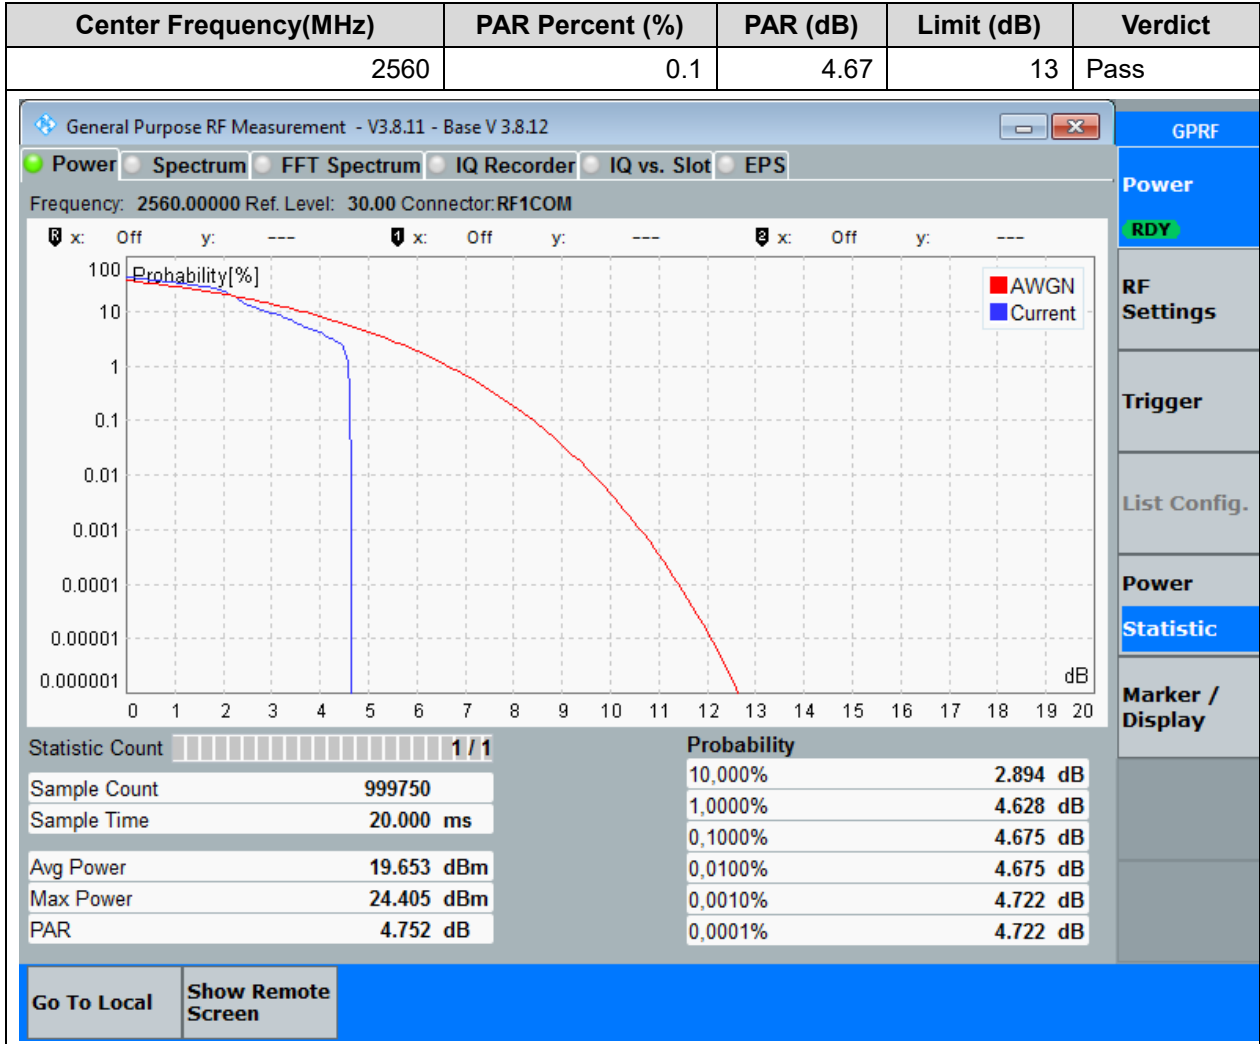 Center Frequency(MHz) PAR Percent (%) PAR (dB) Limit (dB) Verdict
2560 0.1 4.67 13 Pass
General Purpose RF Measurement - V3.8.11 - Base V 3.8.12
GPRF
Power Spectrum FFT Spectrum IQ Recorder IQ vs. Slot EPS
Frequency: 2560.00000 Ref. Level: 30.00 Connector: RF1COM
R x: Off y: --- 1 x: Off y: --- 2 x: Off y: ---
Probability[%]
100
10
1
0.1
0.01
0.001
0.0001
0.00001
0.000001
AWGN
Current
dB
0 1 2 3 4 5 6 7 8 9 10 11 12 13 14 15 16 17 18 19 20
Statistic Count 1 / 1
Sample Count 999750
Sample Time 20.000 ms
Avg Power 19.653 dBm
Max Power 24.405 dBm
PAR 4.752 dB
Probability
10,000% 2.894 dB
1,0000% 4.628 dB
0,1000% 4.675 dB
0,0100% 4.675 dB
0,0010% 4.722 dB
0,0001% 4.722 dB
Power
RDY
RF
Settings
Trigger
List Config.
Power
Statistic
Marker /
Display
Go To Local
Show Remote
Screen